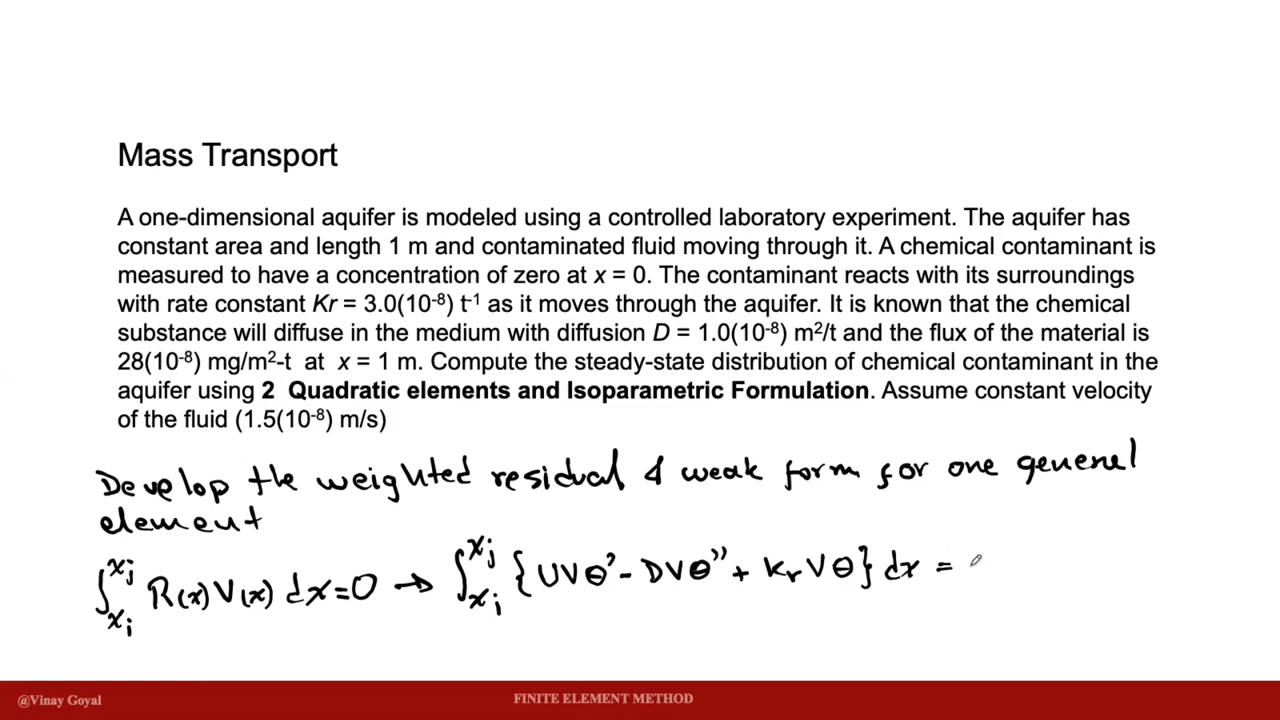 Mass Transport
A one-dimensional aquifer is modeled using a controlled laboratory experiment. The aquifer has
constant area and length 1 m and contaminated fluid moving through it. A chemical contaminant is
measured to have a concentration of zero at x = 0. The contaminant reacts with its surroundings
with rate constant Kr = 3.0(10⁻⁸) t⁻¹ as it moves through the aquifer. It is known that the chemical
substance will diffuse in the medium with diffusion D = 1.0(10⁻⁸) m²/t and the flux of the material is
28(10⁻⁸) mg/m²-t at x = 1 m. Compute the steady-state distribution of chemical contaminant in the
aquifer using 2 Quadratic elements and Isoparametric Formulation. Assume constant velocity
of the fluid (1.5(10⁻⁸) m/s)
Develop the weighted residual & weak form for one general
element
∫_{xᵢ}^{xⱼ} R(x)V(x) dx=0 → ∫_{xᵢ}^{xⱼ} {UVθ' - DVθ'' + KᵣVθ} dx =
@Vinay Goyal
FINITE ELEMENT METHOD